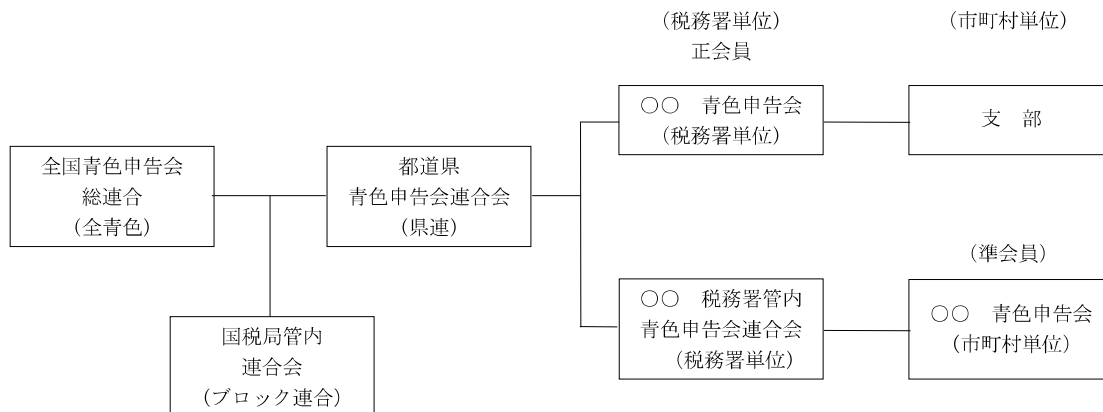 (税務署単位)
正会員
(市町村単位)
○○ 青色申告会
(税務署単位)
支 部
全国青色申告会
総連合
(全青色)
都道県
青色申告会連合会
(県連)
(準会員)
○○ 税務署管内
青色申告会連合会
(税務署単位)
○○ 青色申告会
(市町村単位)
国税局管内
連合会
(ブロック連合)